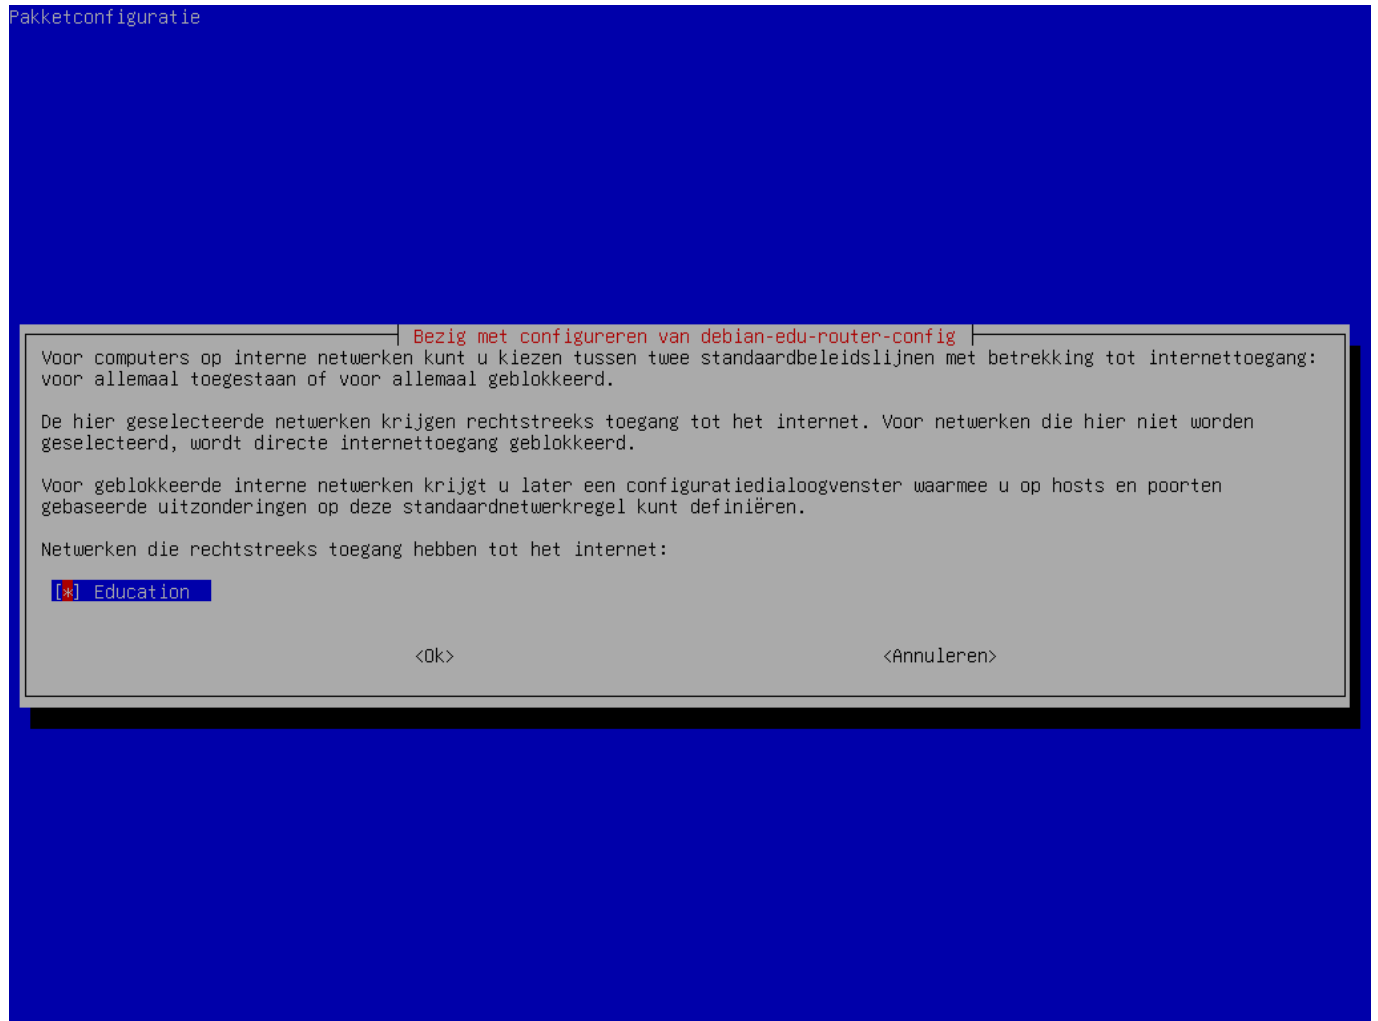 Pakketconfiguratie
Bezig met configureren van debian-edu-router-config
Voor computers op interne netwerken kunt u kiezen tussen twee standaardbeleidslijnen met betrekking tot internettoegang:
voor allemaal toegestaan of voor allemaal geblokkeerd.
De hier geselecteerde netwerken krijgen rechtstreeks toegang tot het internet. Voor netwerken die hier niet worden
geselecteerd, wordt directe internettoegang geblokkeerd.
Voor geblokkeerde interne netwerken krijgt u later een configuratiedialoogvenster waarmee u op hosts en poorten
gebaseerde uitzonderingen op deze standaardnetwerkregel kunt definiëren.
Netwerken die rechtstreeks toegang hebben tot het internet:
[*] Education
<Ok> <Annuleren>